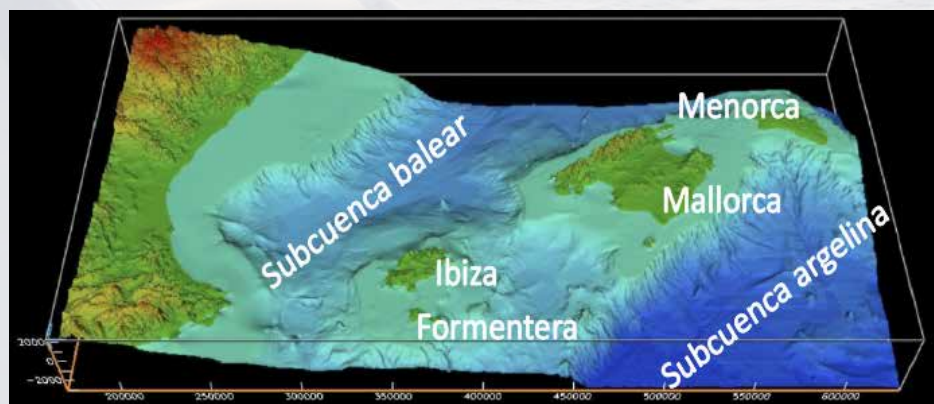 Menorca
Subcuenca balear
Mallorca
Ibiza
Subcuenca argelina
Formentera
2000
0
-2000
200000 250000 300000 350000 400000 450000 500000 550000 600000